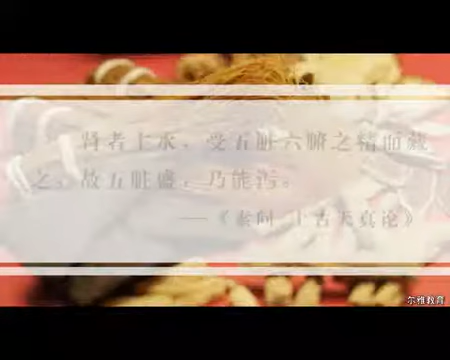 肾者主水，受五脏六腑之精而藏
之，故五脏盛，乃能泻。
——《素问·上古天真论》
尔雅教育